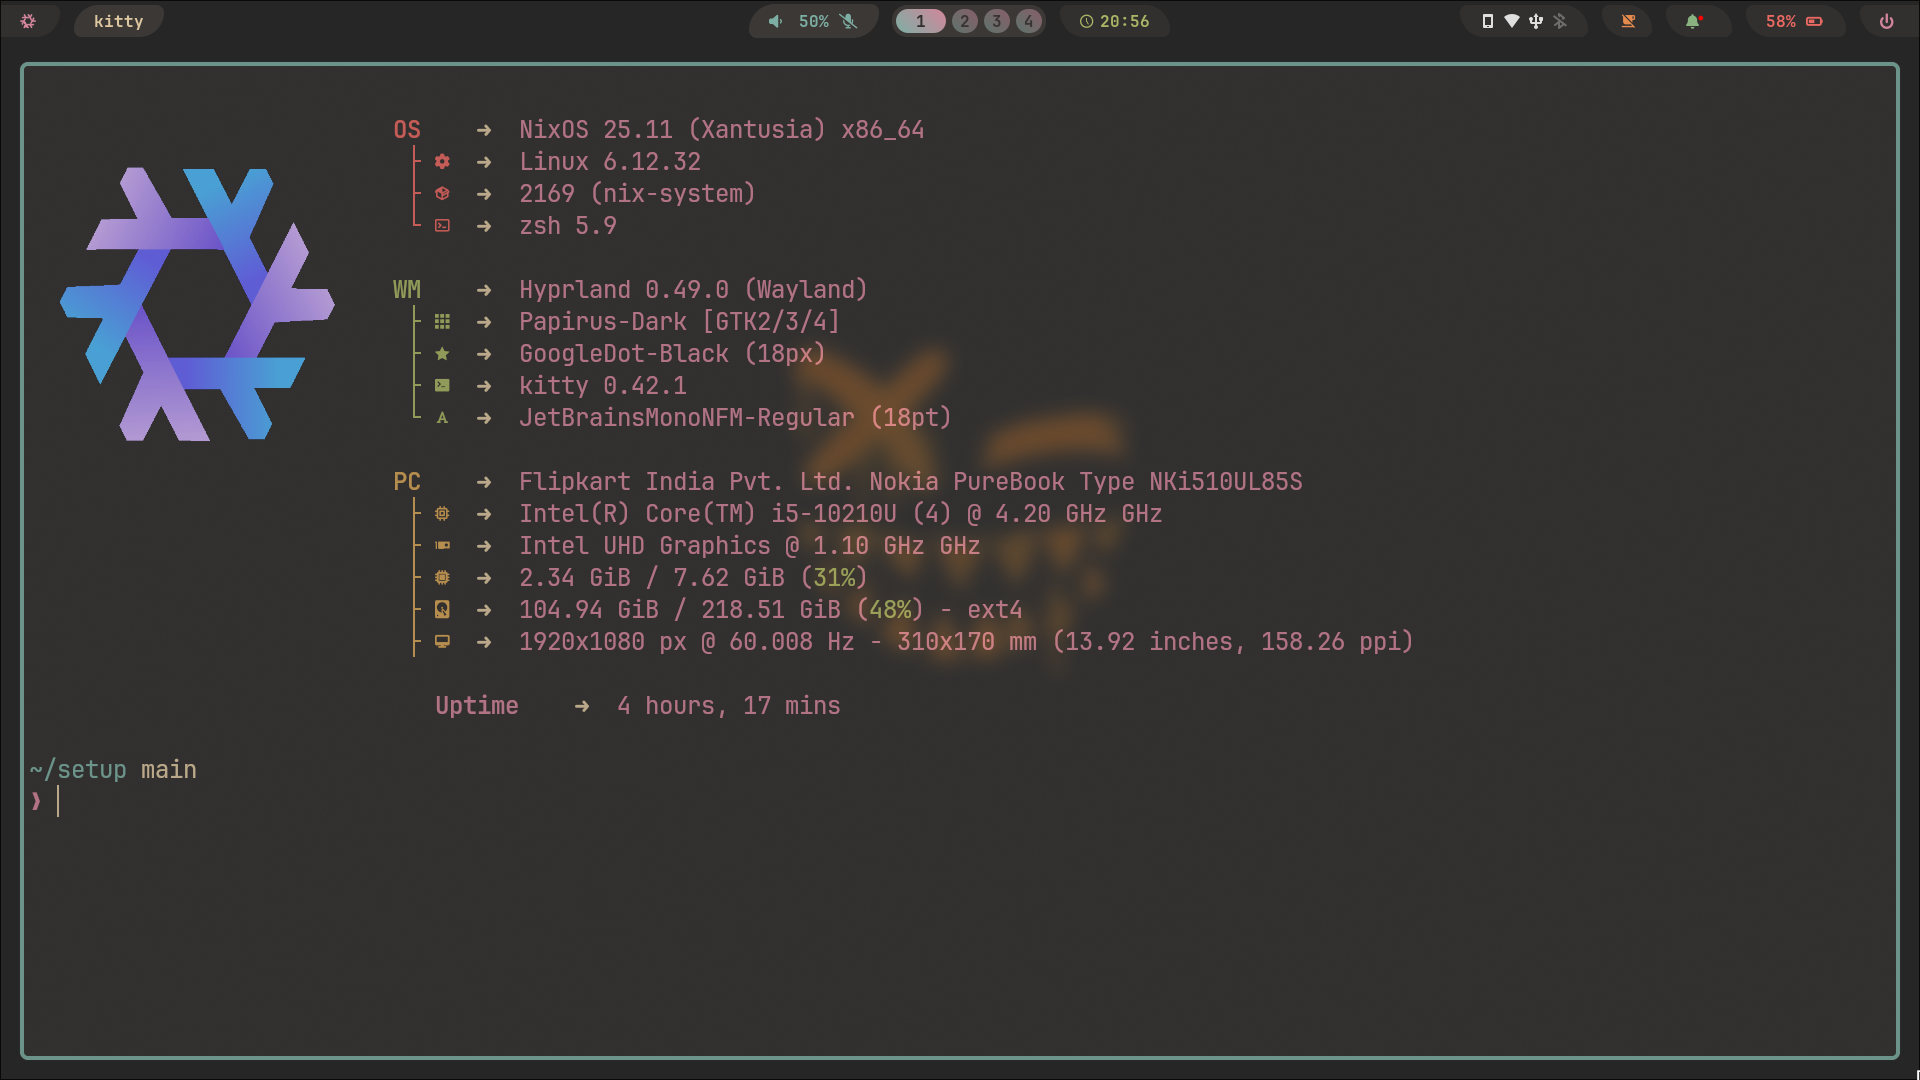 kitty 50% 1 2 3 4 20:56 58%
OS ➜ NixOS 25.11 (Xantusia) x86_64
➜ Linux 6.12.32
➜ 2169 (nix-system)
➜ zsh 5.9
WM ➜ Hyprland 0.49.0 (Wayland)
➜ Papirus-Dark [GTK2/3/4]
➜ GoogleDot-Black (18px)
➜ kitty 0.42.1
➜ JetBrainsMonoNFM-Regular (18pt)
PC ➜ Flipkart India Pvt. Ltd. Nokia PureBook Type NKi510UL85S
➜ Intel(R) Core(TM) i5-10210U (4) @ 4.20 GHz GHz
➜ Intel UHD Graphics @ 1.10 GHz GHz
➜ 2.34 GiB / 7.62 GiB (31%)
➜ 104.94 GiB / 218.51 GiB (48%) - ext4
➜ 1920x1080 px @ 60.008 Hz - 310x170 mm (13.92 inches, 158.26 ppi)
Uptime ➜ 4 hours, 17 mins
~/setup main
❯